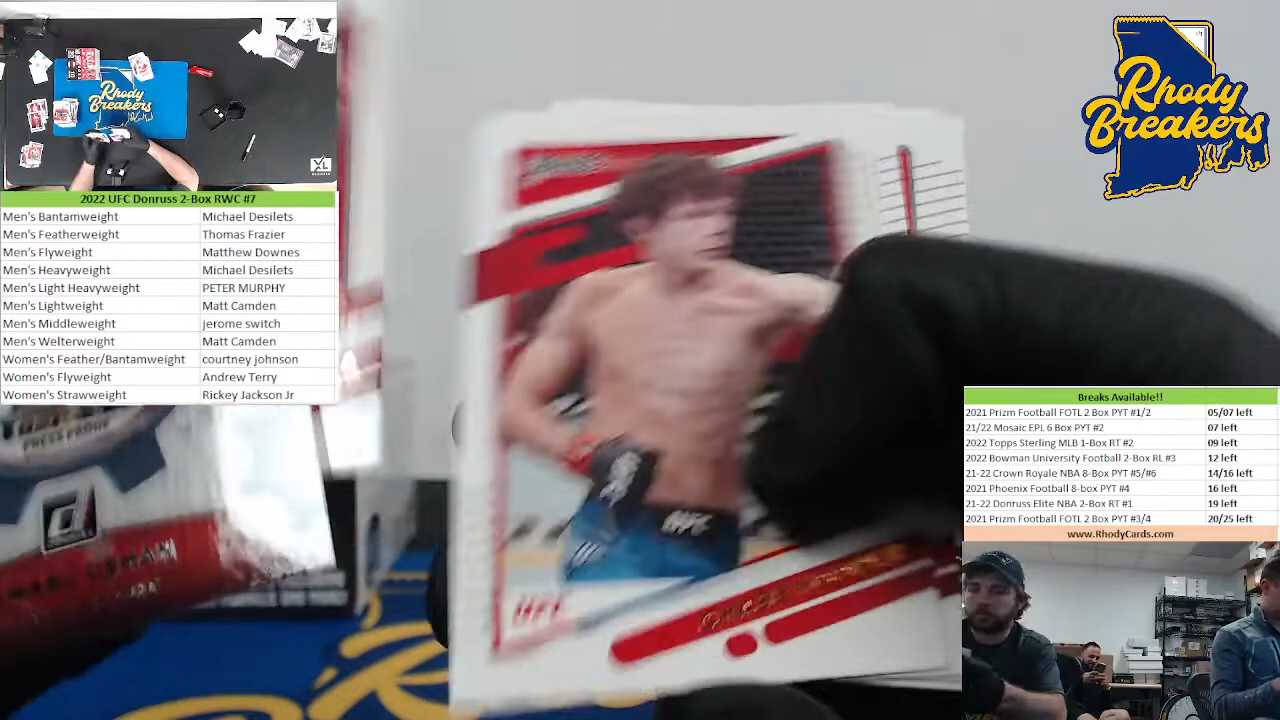 Rhody
Breakers
XL
2022 UFC Donruss 2-Box RWC #7
Men's Bantamweight Michael Desilets
Men's Featherweight Thomas Frazier
Men's Flyweight Matthew Downes
Men's Heavyweight Michael Desilets
Men's Light Heavyweight PETER MURPHY
Men's Lightweight Matt Camden
Men's Middleweight jerome switch
Men's Welterweight Matt Camden
Women's Feather/Bantamweight courtney johnson
Women's Flyweight Andrew Terry
Women's Strawweight Rickey Jackson Jr
Rhody
Breakers
PRESS PROOF
UFC
UFC
Breaks Available!!
2021 Prizm Football FOTL 2 Box PYT #1/2 05/07 left
21/22 Mosaic EPL 6 Box PYT #2 07 left
2022 Topps Sterling MLB 1-Box RT #2 09 left
2022 Bowman University Football 2-Box RL #3 12 left
21-22 Crown Royale NBA 8-Box PYT #5/6 14/16 left
2021 Phoenix Football 8-box PYT #4 16 left
21-22 Donruss Elite NBA 2-Box RT #1 19 left
2021 Prizm Football FOTL 2 Box PYT #3/4 20/25 left
www.RhodyCards.com